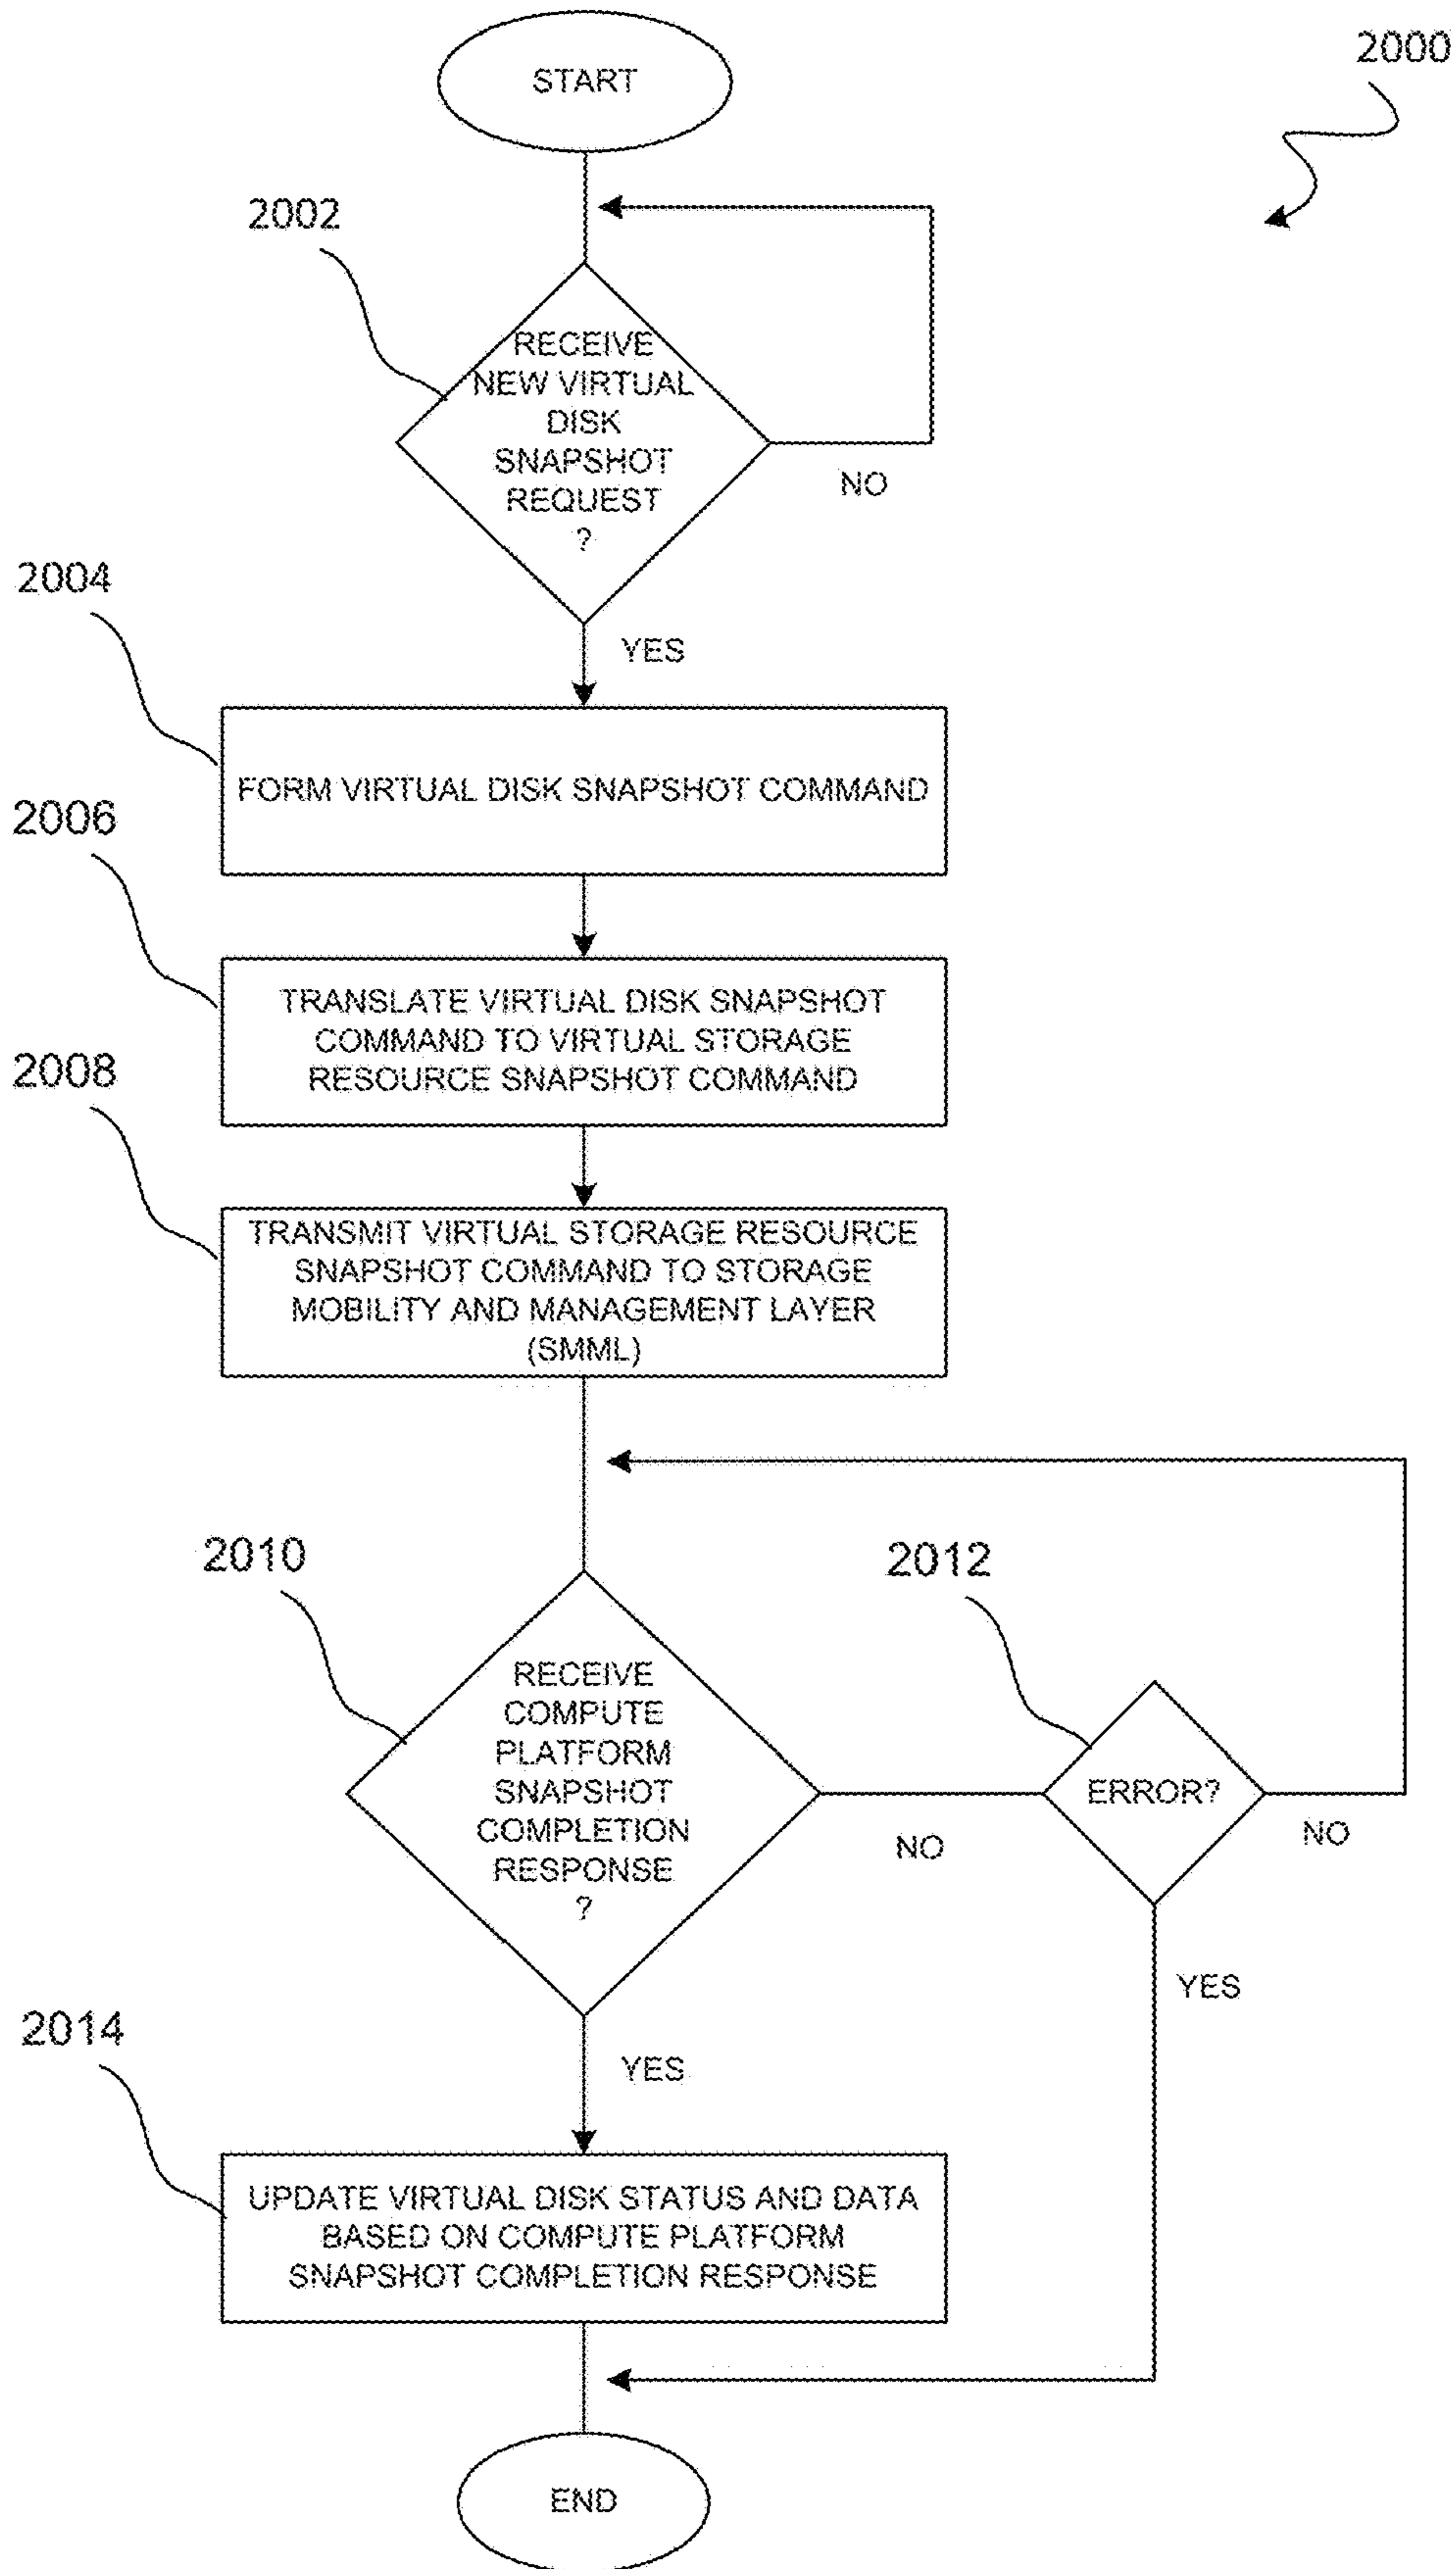 START
2000
2002
RECEIVE
NEW VIRTUAL
DISK
SNAPSHOT
REQUEST
?
NO
YES
2004
FORM VIRTUAL DISK SNAPSHOT COMMAND
2006
TRANSLATE VIRTUAL DISK SNAPSHOT
COMMAND TO VIRTUAL STORAGE
RESOURCE SNAPSHOT COMMAND
2008
TRANSMIT VIRTUAL STORAGE RESOURCE
SNAPSHOT COMMAND TO STORAGE
MOBILITY AND MANAGEMENT LAYER
(SMML)
2010
RECEIVE
COMPUTE
PLATFORM
SNAPSHOT
COMPLETION
RESPONSE
?
NO
2012
ERROR?
NO
YES
YES
2014
UPDATE VIRTUAL DISK STATUS AND DATA
BASED ON COMPUTE PLATFORM
SNAPSHOT COMPLETION RESPONSE
END